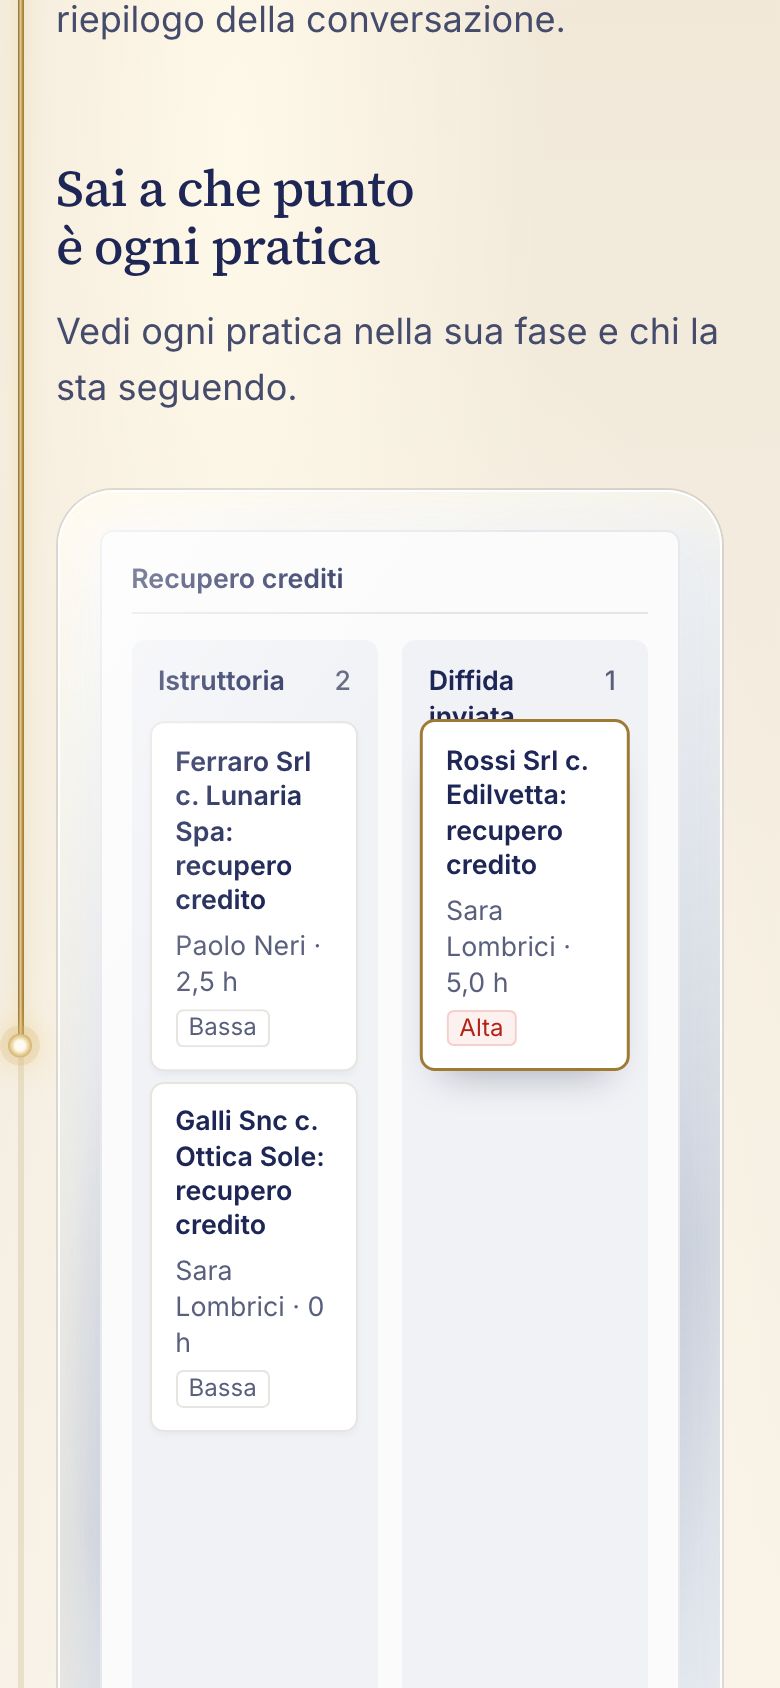 riepilogo della conversazione.
Sai a che punto
è ogni pratica
Vedi ogni pratica nella sua fase e chi la
sta seguendo.
Recupero crediti
Istruttoria 2
Ferraro Srl
c. Lunaria
Spa:
recupero
credito
Paolo Neri ·
2,5 h
Bassa
Galli Snc c.
Ottica Sole:
recupero
credito
Sara
Lombrici · 0
h
Bassa
Diffida 1
inviata
Rossi Srl c.
Edilvetta:
recupero
credito
Sara
Lombrici ·
5,0 h
Alta